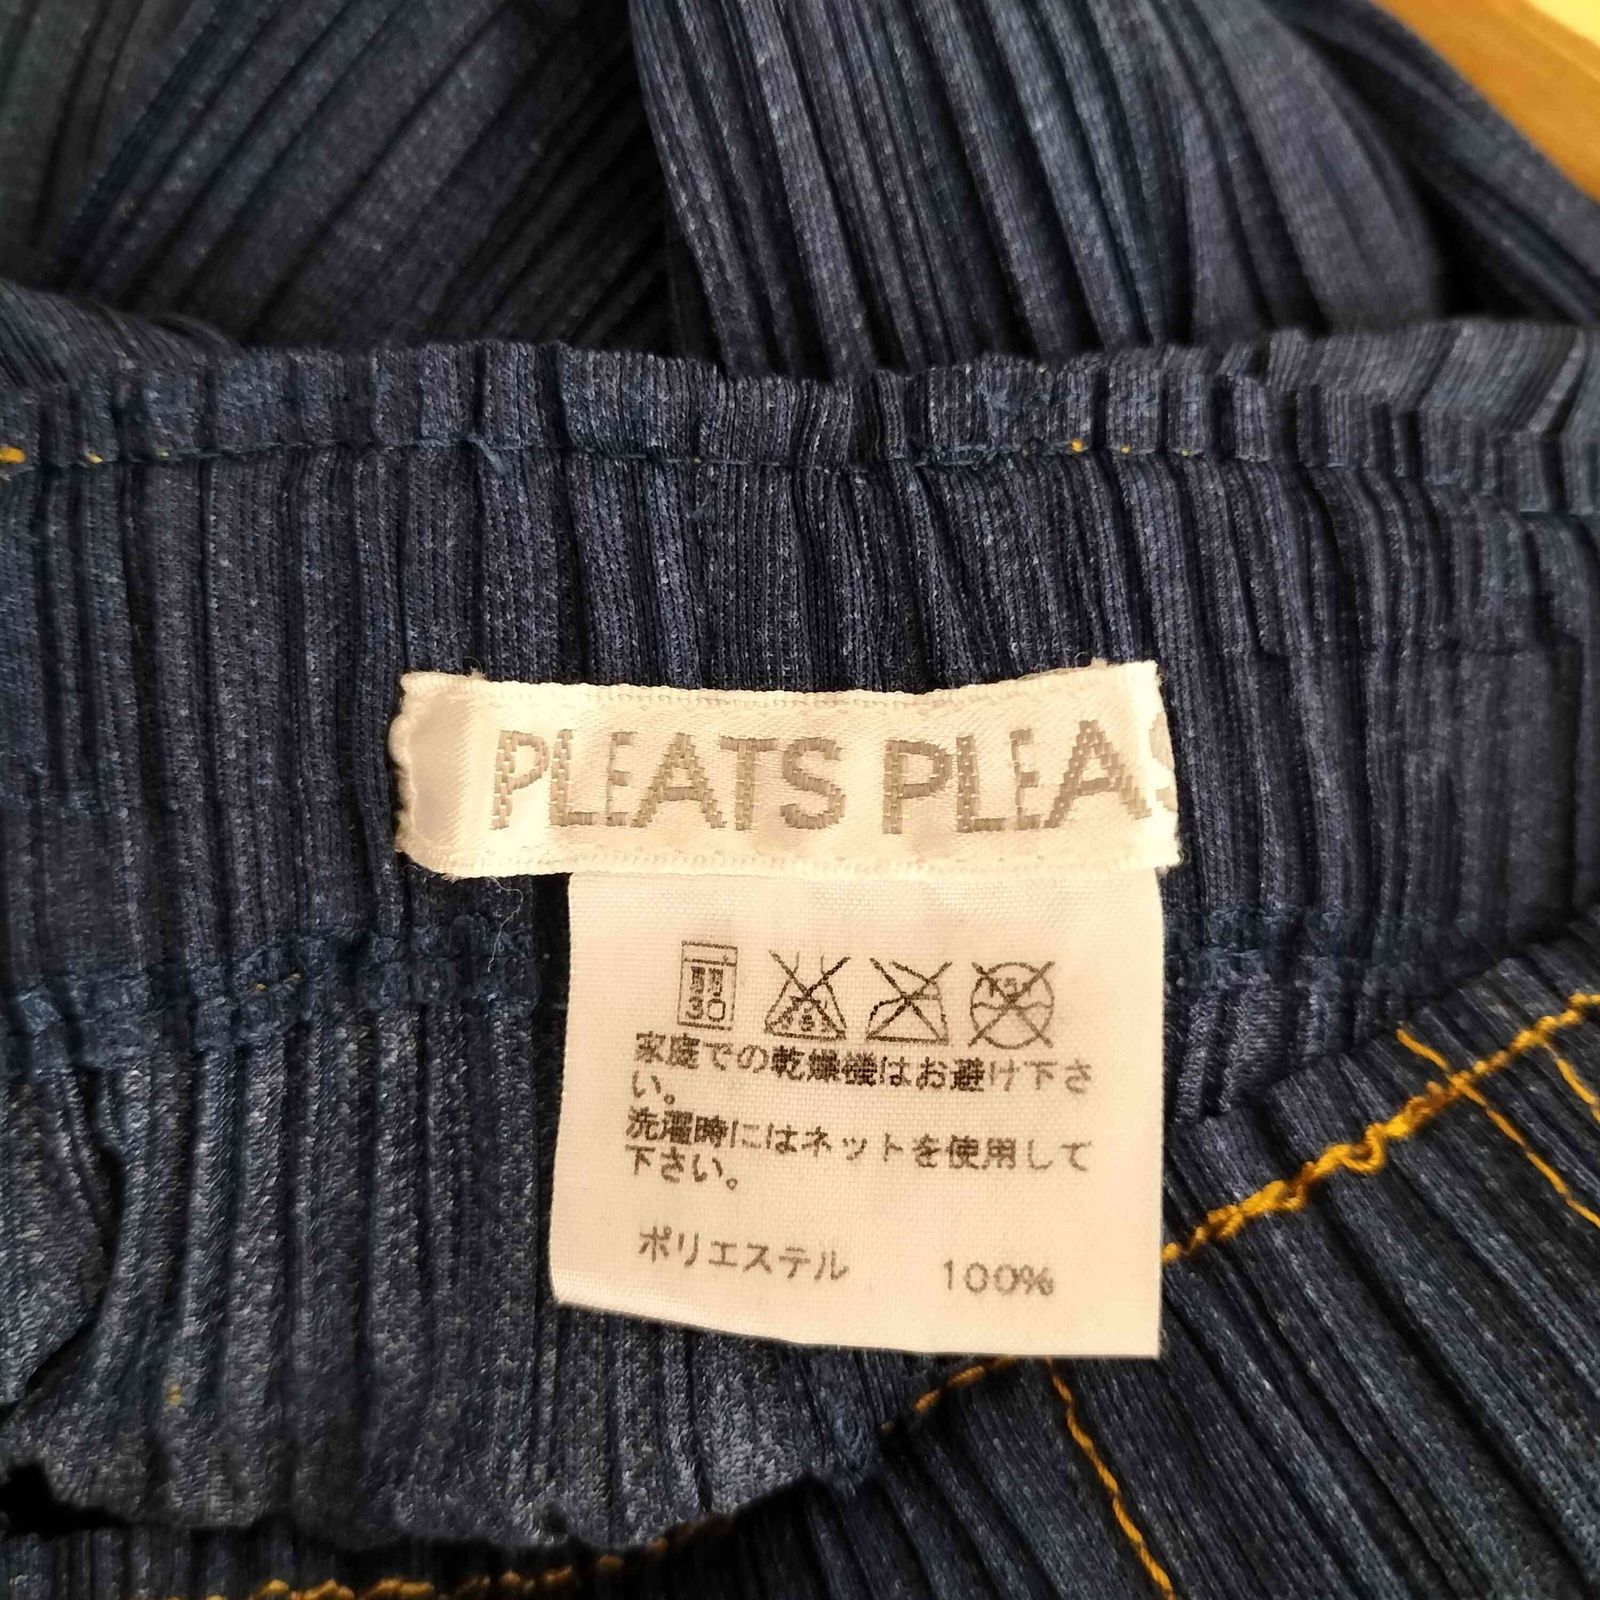 PLEATS PLEAS
30
家庭での乾燥機はお避け下さ
い。
洗濯時にはネットを使用して
下さい。
ポリエステル 100%